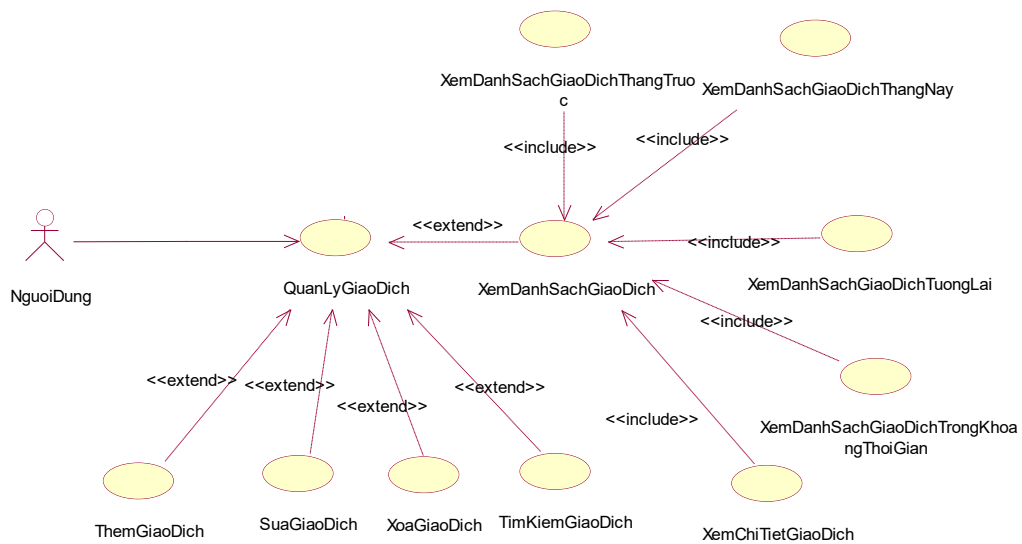 XemDanhSachGiaoDichThangTruo
c
XemDanhSachGiaoDichThangNay
<<include>>
<<include>>
<<extend>>
<<include>>
NguoiDung
QuanLyGiaoDich
XemDanhSachGiaoDich
XemDanhSachGiaoDichTuongLai
<<include>>
<<extend>>
<<extend>>
<<extend>>
<<extend>>
<<include>>
XemDanhSachGiaoDichTrongKhoa
ngThoiGian
ThemGiaoDich
SuaGiaoDich
XoaGiaoDich
TimKiemGiaoDich
XemChiTietGiaoDich